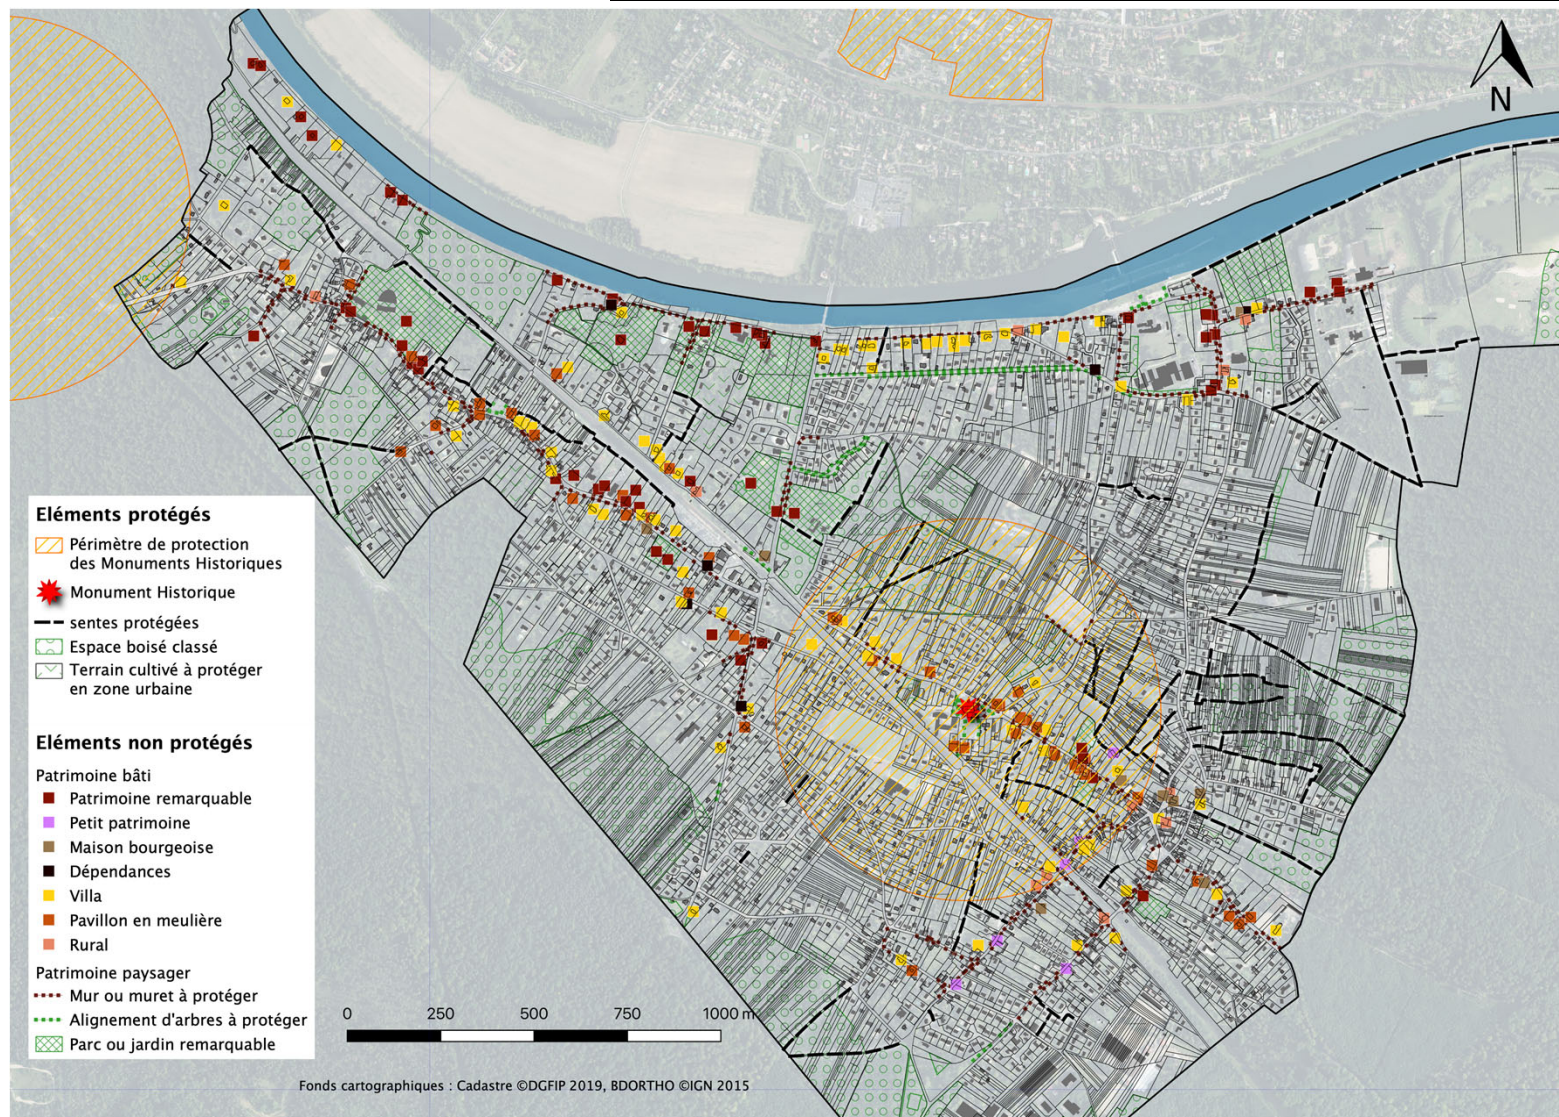 N
Eléments protégés
Périmètre de protection
des Monuments Historiques
Monument Historique
sentes protégées
Espace boisé classé
Terrain cultivé à protéger
en zone urbaine
Eléments non protégés
Patrimoine bâti
Patrimoine remarquable
Petit patrimoine
Maison bourgeoise
Dépendances
Villa
Pavillon en meulière
Rural
Patrimoine paysager
Mur ou muret à protéger
Alignement d'arbres à protéger
Parc ou jardin remarquable
0 250 500 750 1000 m
Fonds cartographiques : Cadastre ©DGFIP 2019, BDORTHO ©IGN 2015